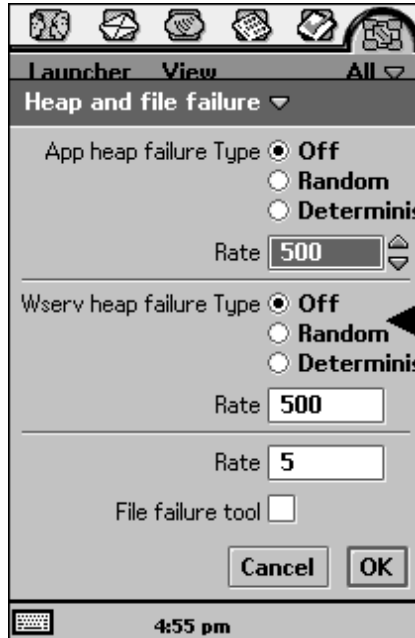 Launcher View All
Heap and file failure
App heap failure Type Off
Random
Determinis
Rate 500
Wserv heap failure Type Off
Random
Determinis
Rate 500
Rate 5
File failure tool
Cancel OK
4:55 pm